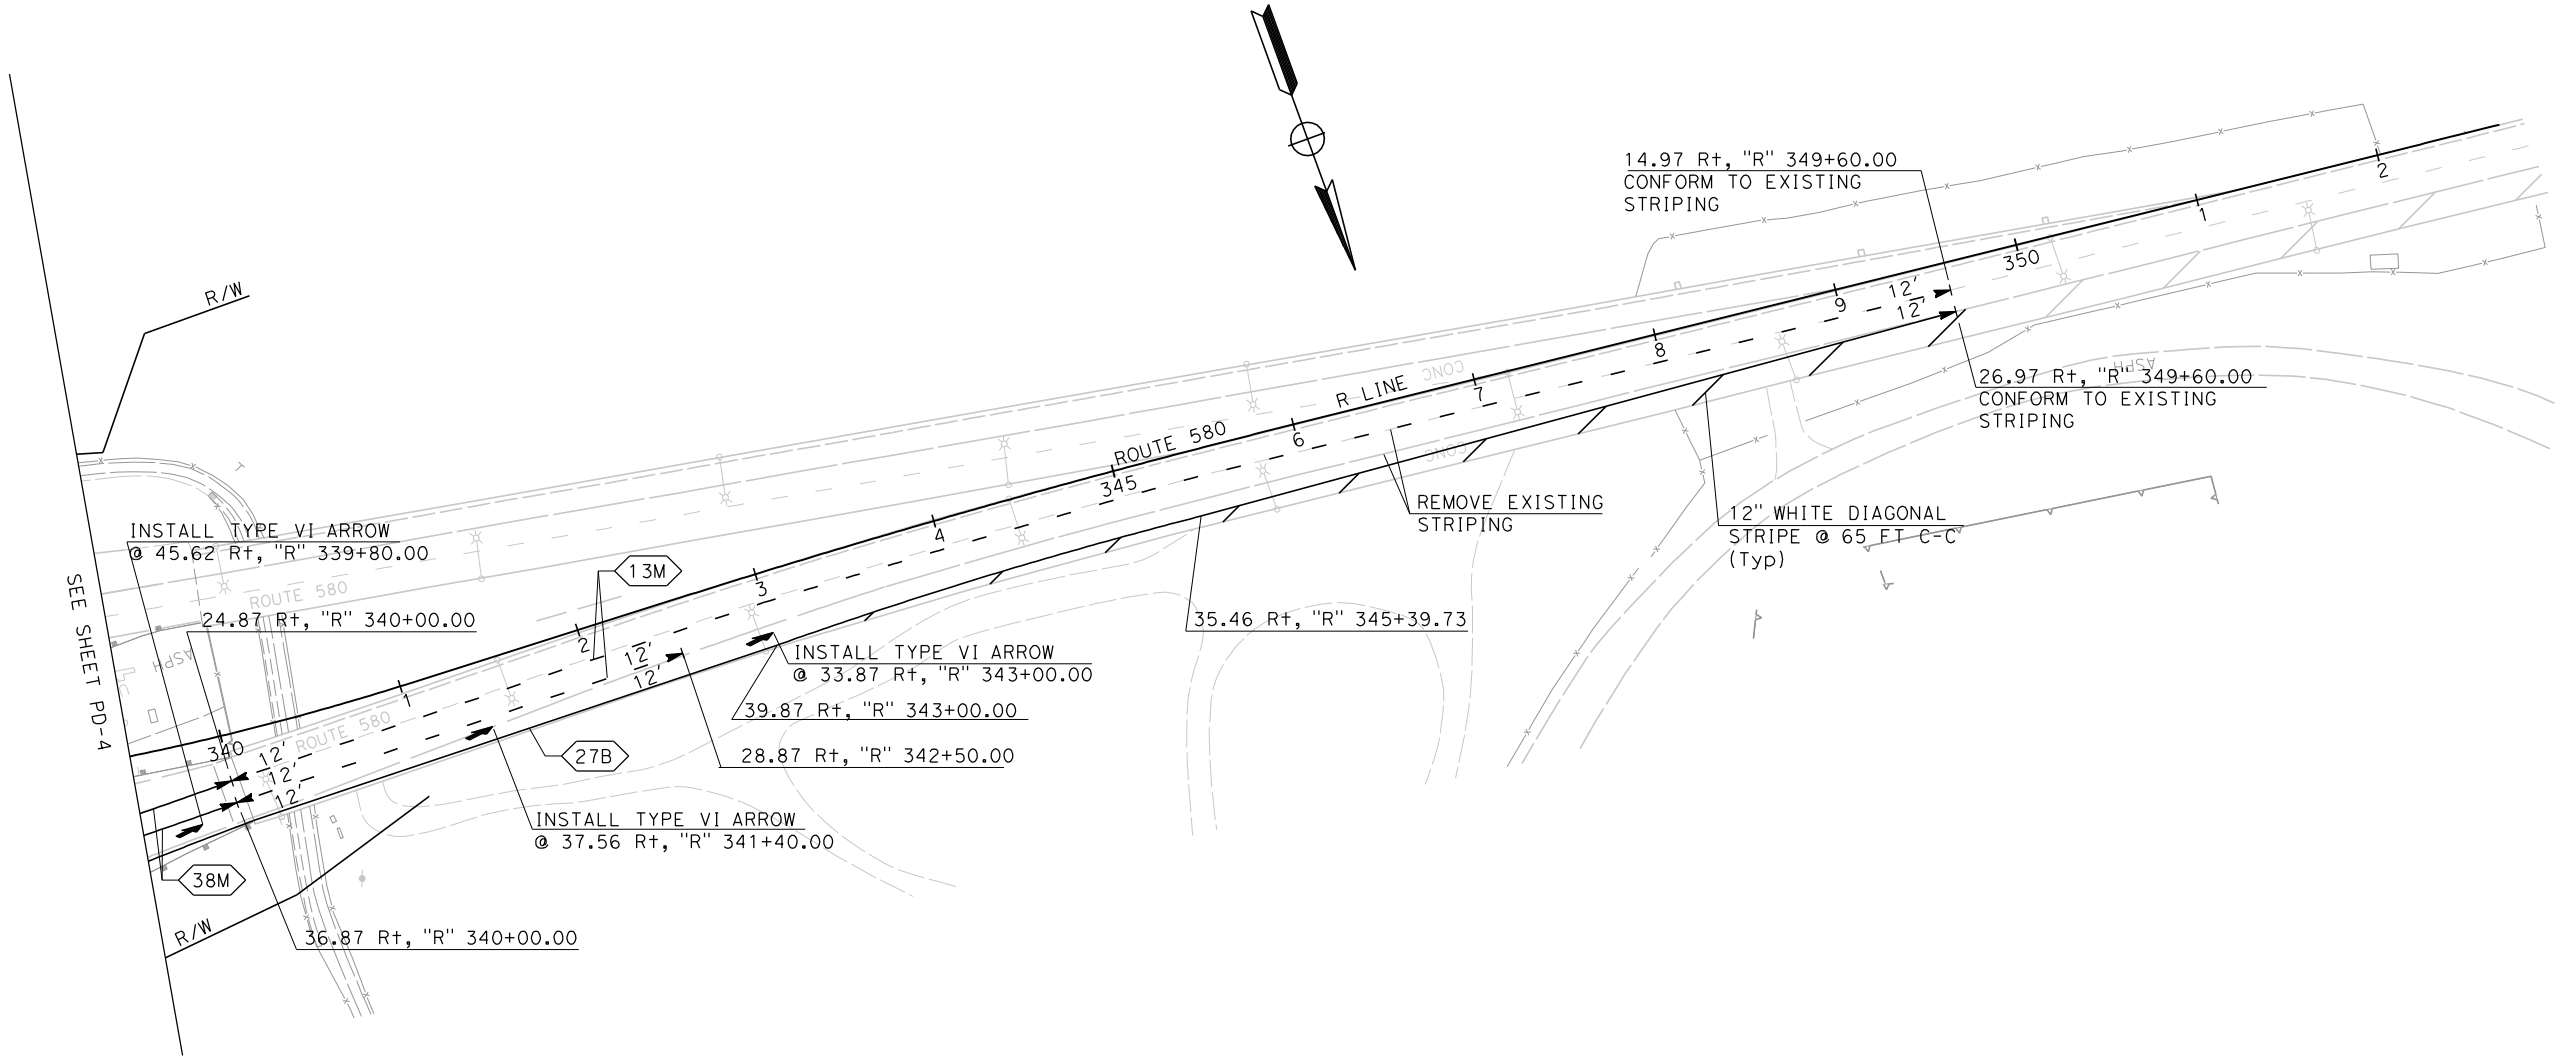 14.97 Rt, "R" 349+60.00
CONFORM TO EXISTING
STRIPING
2
1
350
R/W
12'
12'
9
8
CONC
R LINE
7
ASPH
26.97 Rt, "R" 349+60.00
CONFORM TO EXISTING
STRIPING
ROUTE 580
6
CONC
345
REMOVE EXISTING
STRIPING
12" WHITE DIAGONAL
STRIPE @ 65 FT C-C
(Typ)
T
INSTALL TYPE VI ARROW
@ 45.62 Rt, "R" 339+80.00
4
13M
3
ROUTE 580
24.87 Rt, "R" 340+00.00
35.46 Rt, "R" 345+39.73
SEE SHEET PD-4
ASPH
2
12'
12'
INSTALL TYPE VI ARROW
@ 33.87 Rt, "R" 343+00.00
39.87 Rt, "R" 343+00.00
1
ROUTE 580
28.87 Rt, "R" 342+50.00
27B
340
12'
12'
12'
INSTALL TYPE VI ARROW
@ 37.56 Rt, "R" 341+40.00
38M
R/W
36.87 Rt, "R" 340+00.00